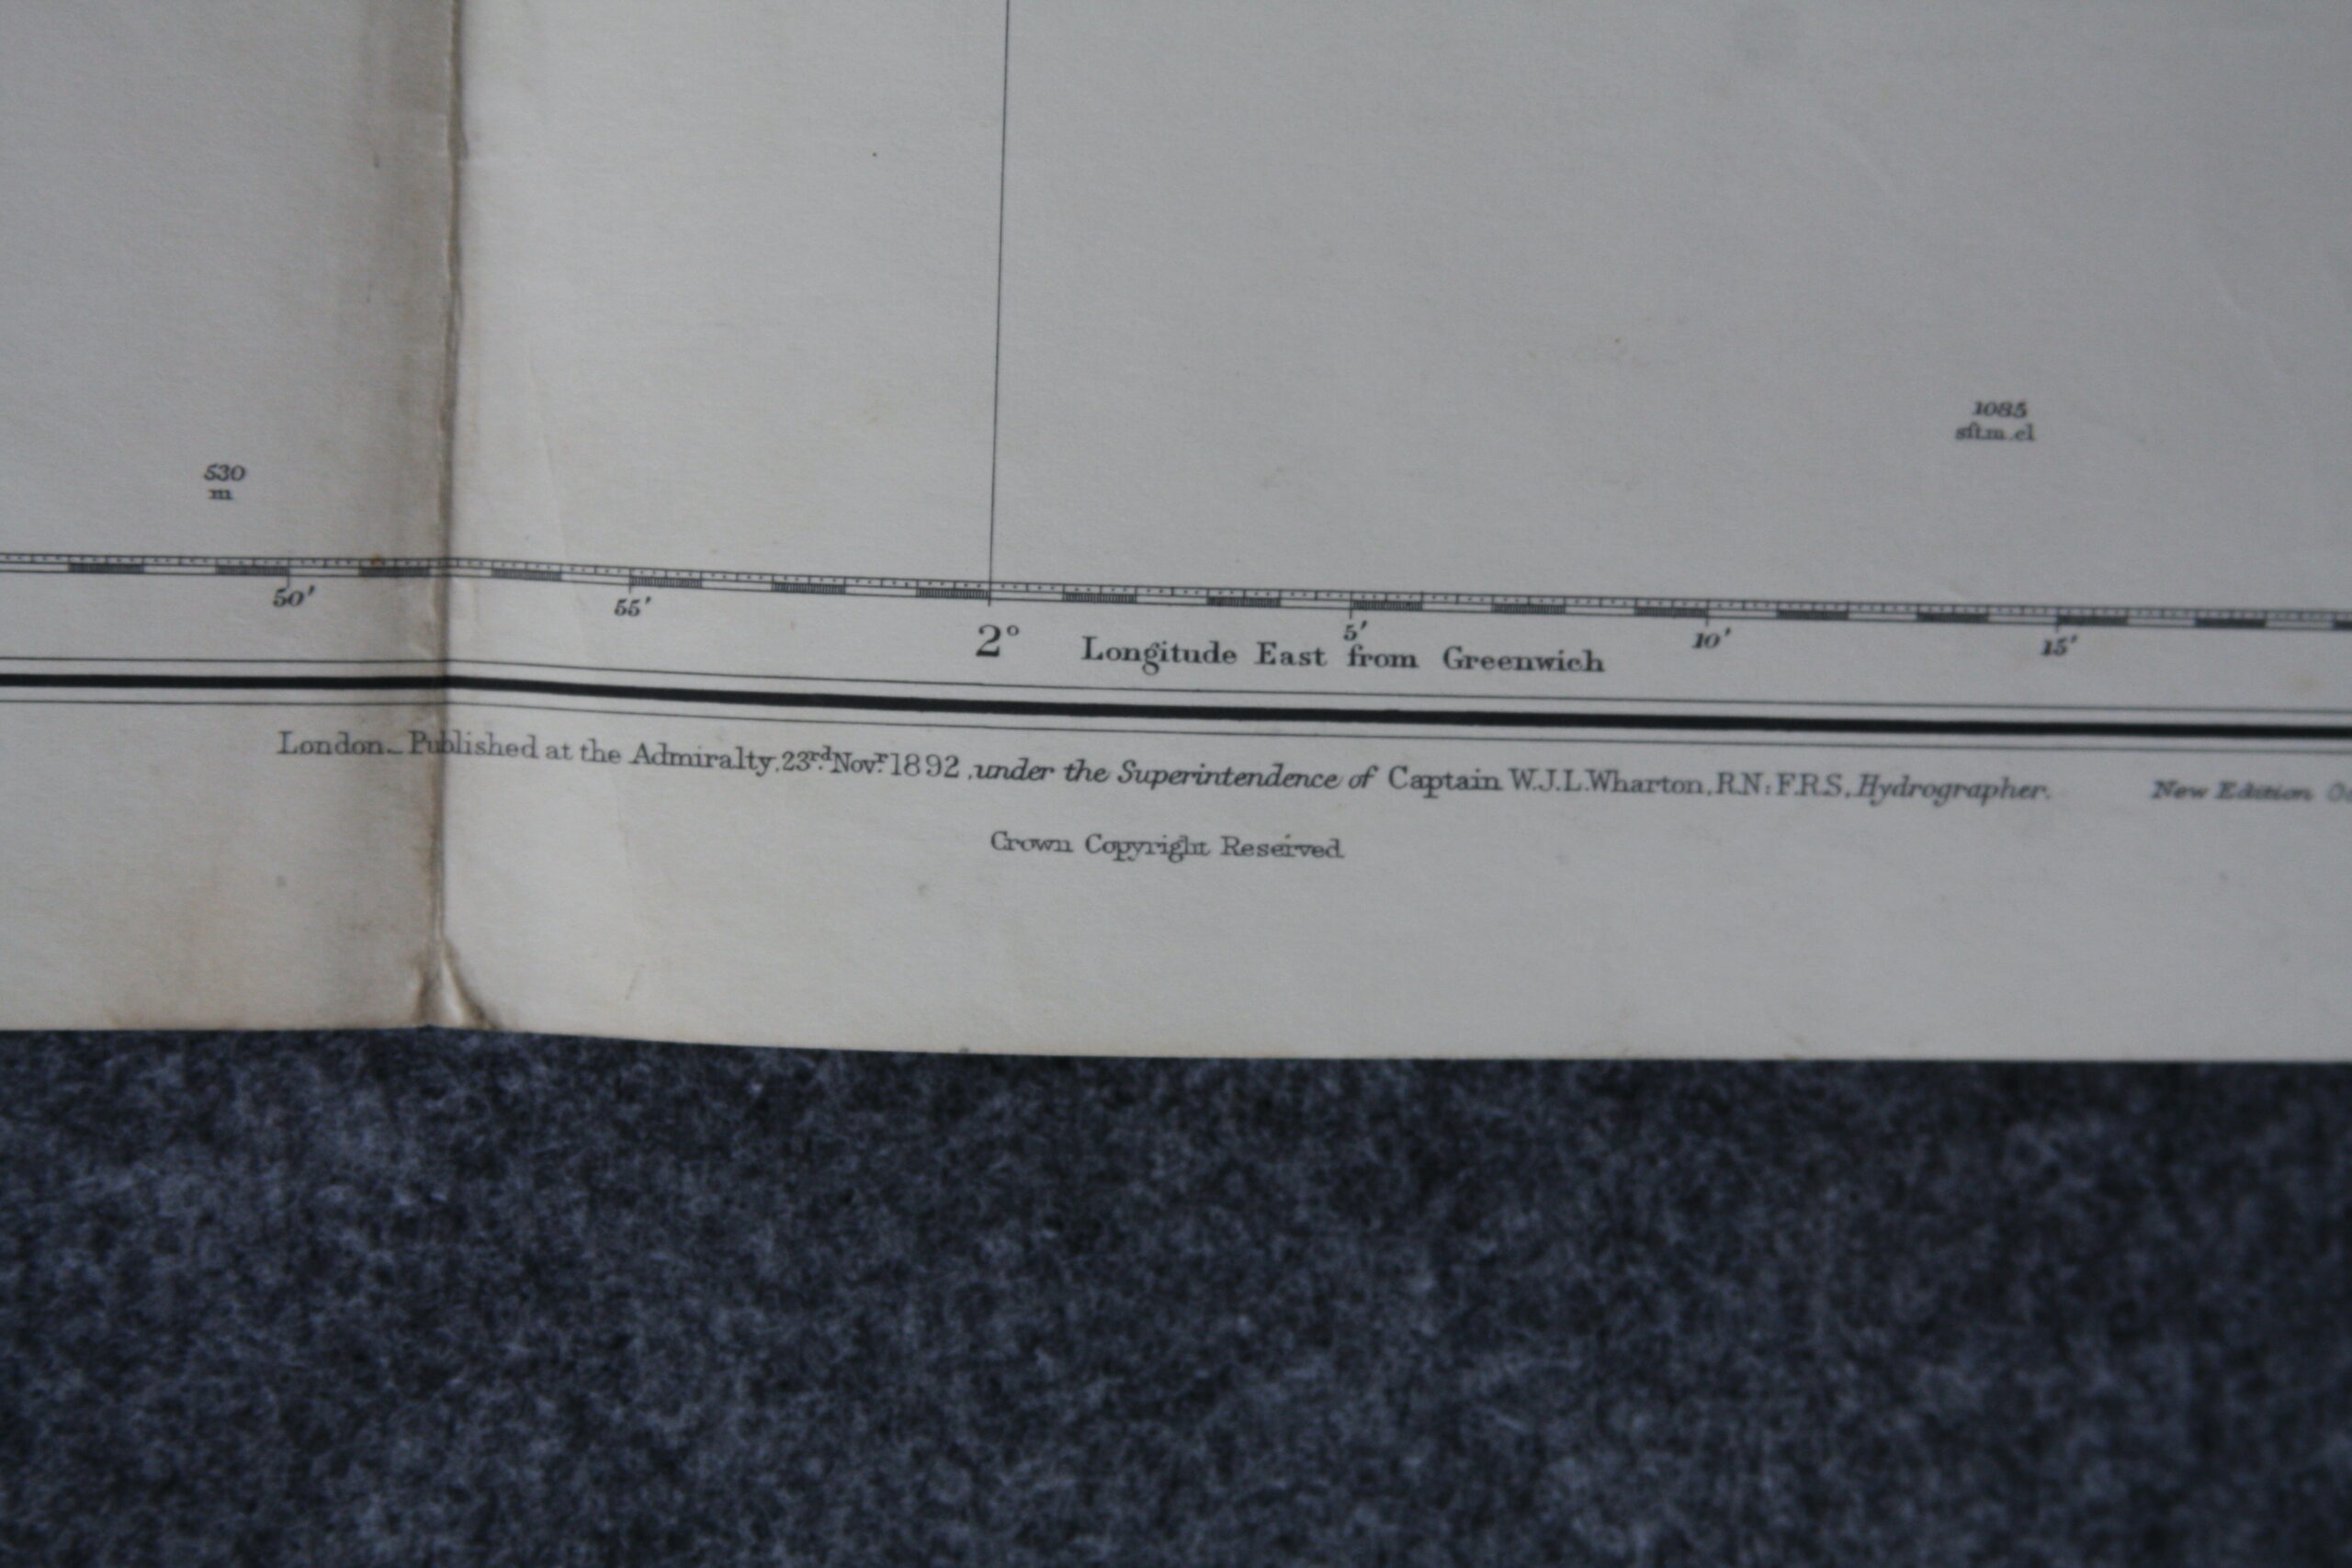 1085
sft.m.cl
530
m
50' 55' 2° 5' 10' 15'
Longitude East from Greenwich
London_Published at the Admiralty, 23rd Novr 1892, under the Superintendence of Captain W.J.L.Wharton, R.N: F.R.S, Hydrographer. New Edition
Crown Copyright Reserved